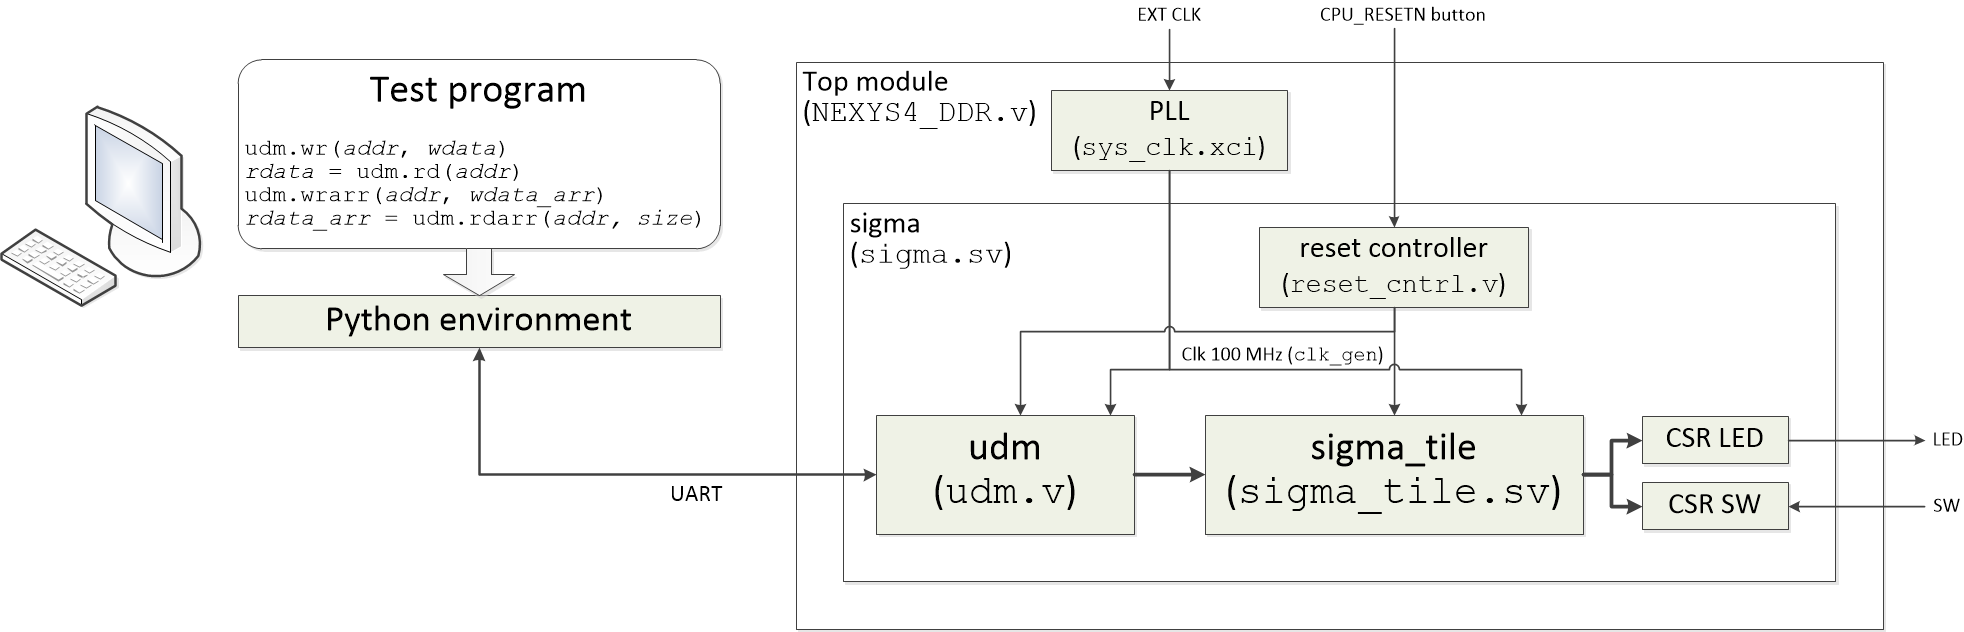 EXT CLK
CPU_RESETN button
Test program
udm.wr(addr, wdata)
rdata = udm.rd(addr)
udm.wrarr(addr, wdata_arr)
rdata_arr = udm.rdarr(addr, size)
Python environment
UART
Top module
(NEXYS4_DDR.v)
PLL
(sys_clk.xci)
sigma
(sigma.sv)
reset controller
(reset_cntrl.v)
Clk 100 MHz (clk_gen)
udm
(udm.v)
sigma_tile
(sigma_tile.sv)
CSR LED
LED
CSR SW
SW